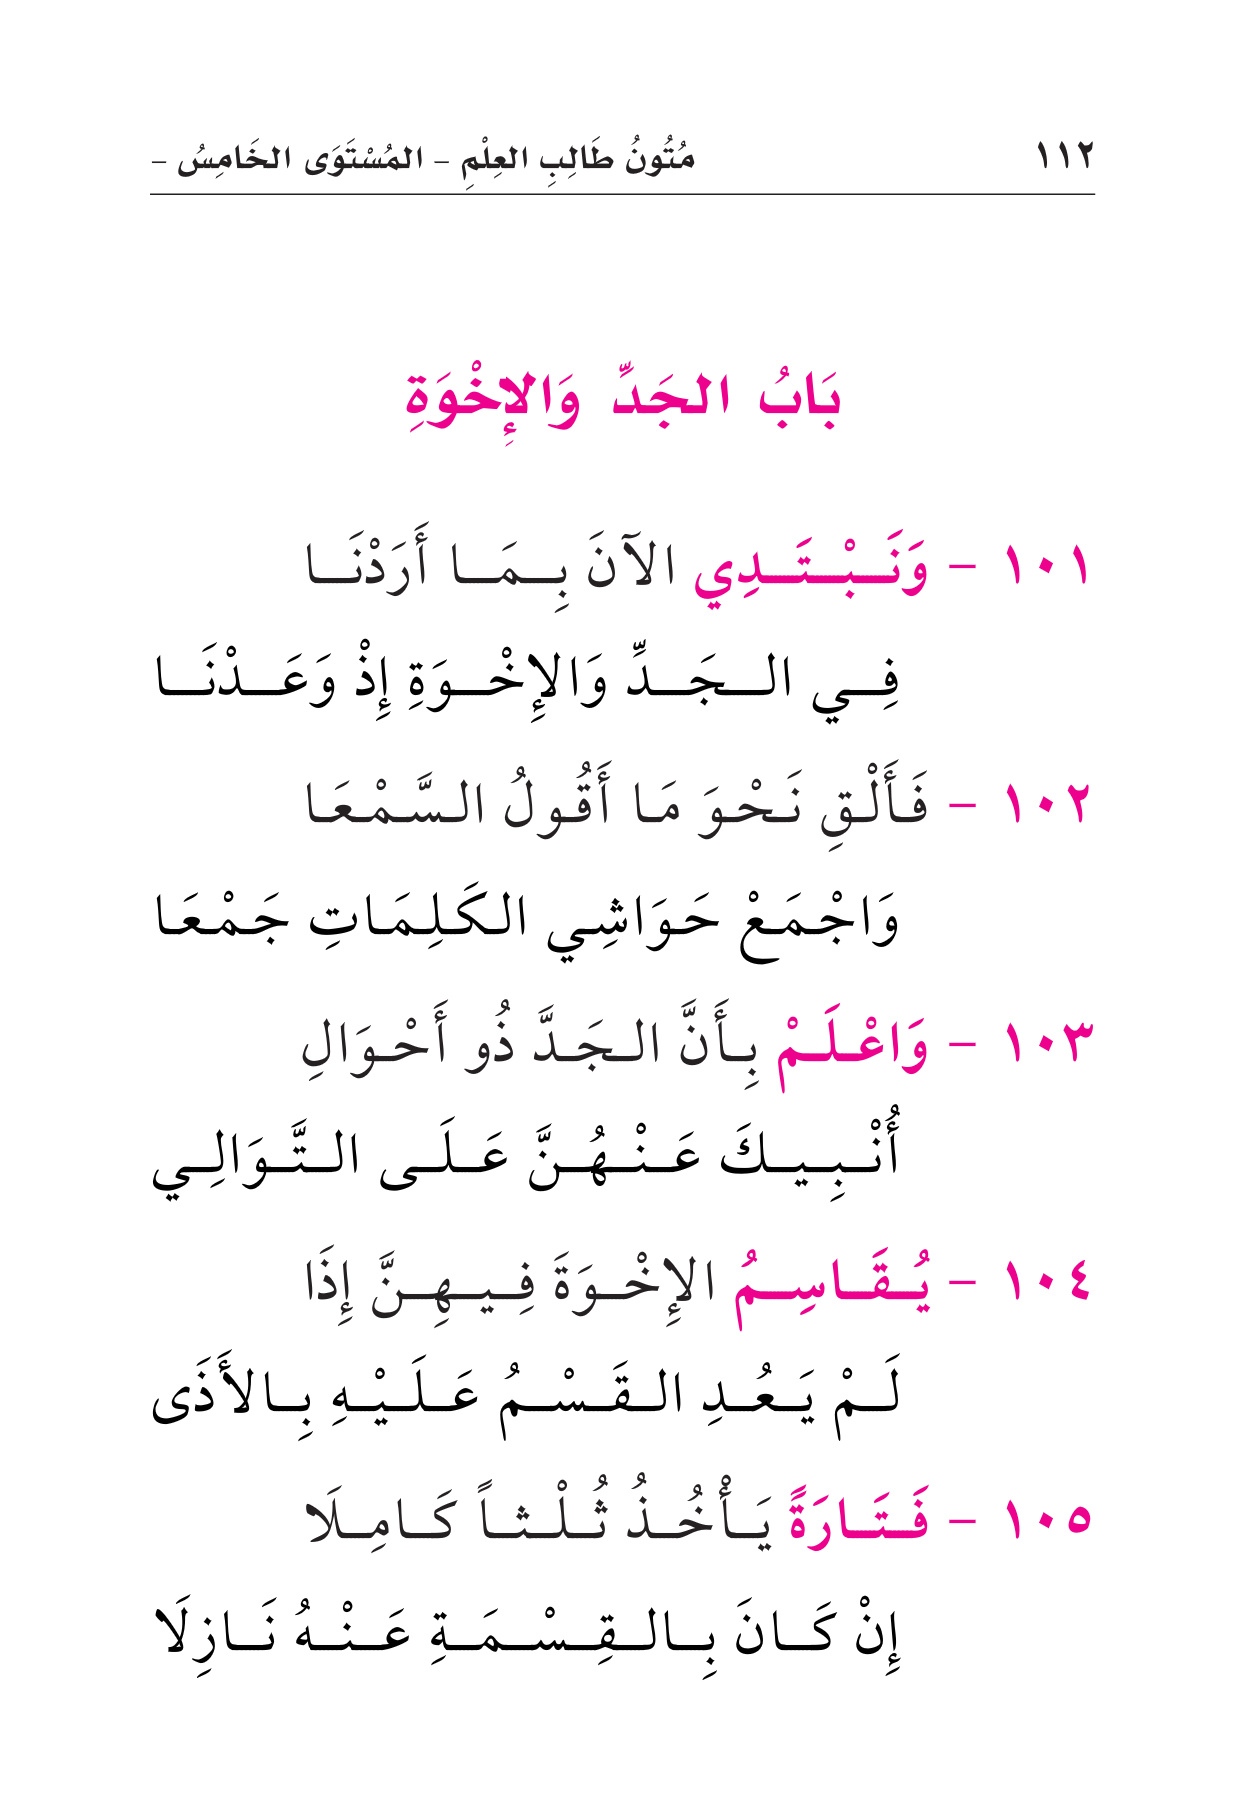 ١١٢ مُتُونُ طَالِبِ العِلْمِ - المُسْتَوَى الخَامِسُ -
بَابُ الجَدِّ وَالإِخْوَةِ
١٠١ - وَنَبْتَدِي الآنَ بِمَا أَرَدْنَا
فِي الجَدِّ وَالإِخْوَةِ إِذْ وَعَدْنَا
١٠٢ - فَأَلْقِ نَحْوَ مَا أَقُولُ السَّمْعَا
وَاجْمَعْ حَوَاشِي الكَلِمَاتِ جَمْعَا
١٠٣ - وَاعْلَمْ بِأَنَّ الجَدَّ ذُو أَحْوَالِ
أُنْبِيكَ عَنْهُنَّ عَلَى التَّوَالِي
١٠٤ - يُقَاسِمُ الإِخْوَةَ فِيهِنَّ إِذَا
لَمْ يَعُدِ القَسْمُ عَلَيْهِ بِالأَذَى
١٠٥ - فَتَارَةً يَأْخُذُ ثُلْثاً كَامِلَا
إِنْ كَانَ بِالقِسْمَةِ عَنْهُ نَازِلَا